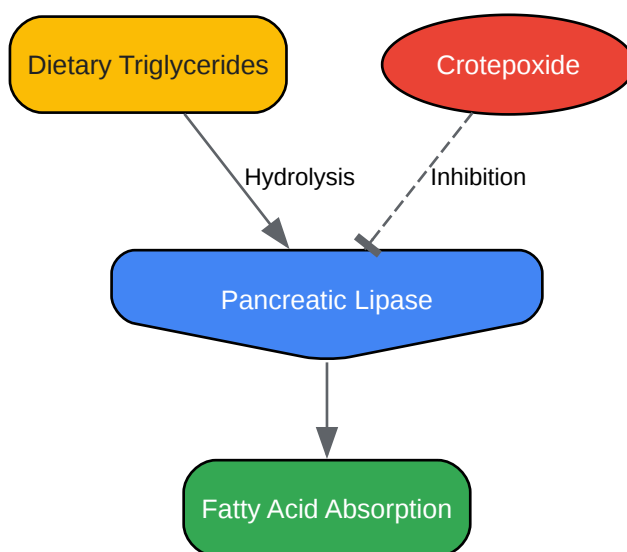 Dietary Triglycerides
Crotepoxide
Hydrolysis
Inhibition
Pancreatic Lipase
Fatty Acid Absorption